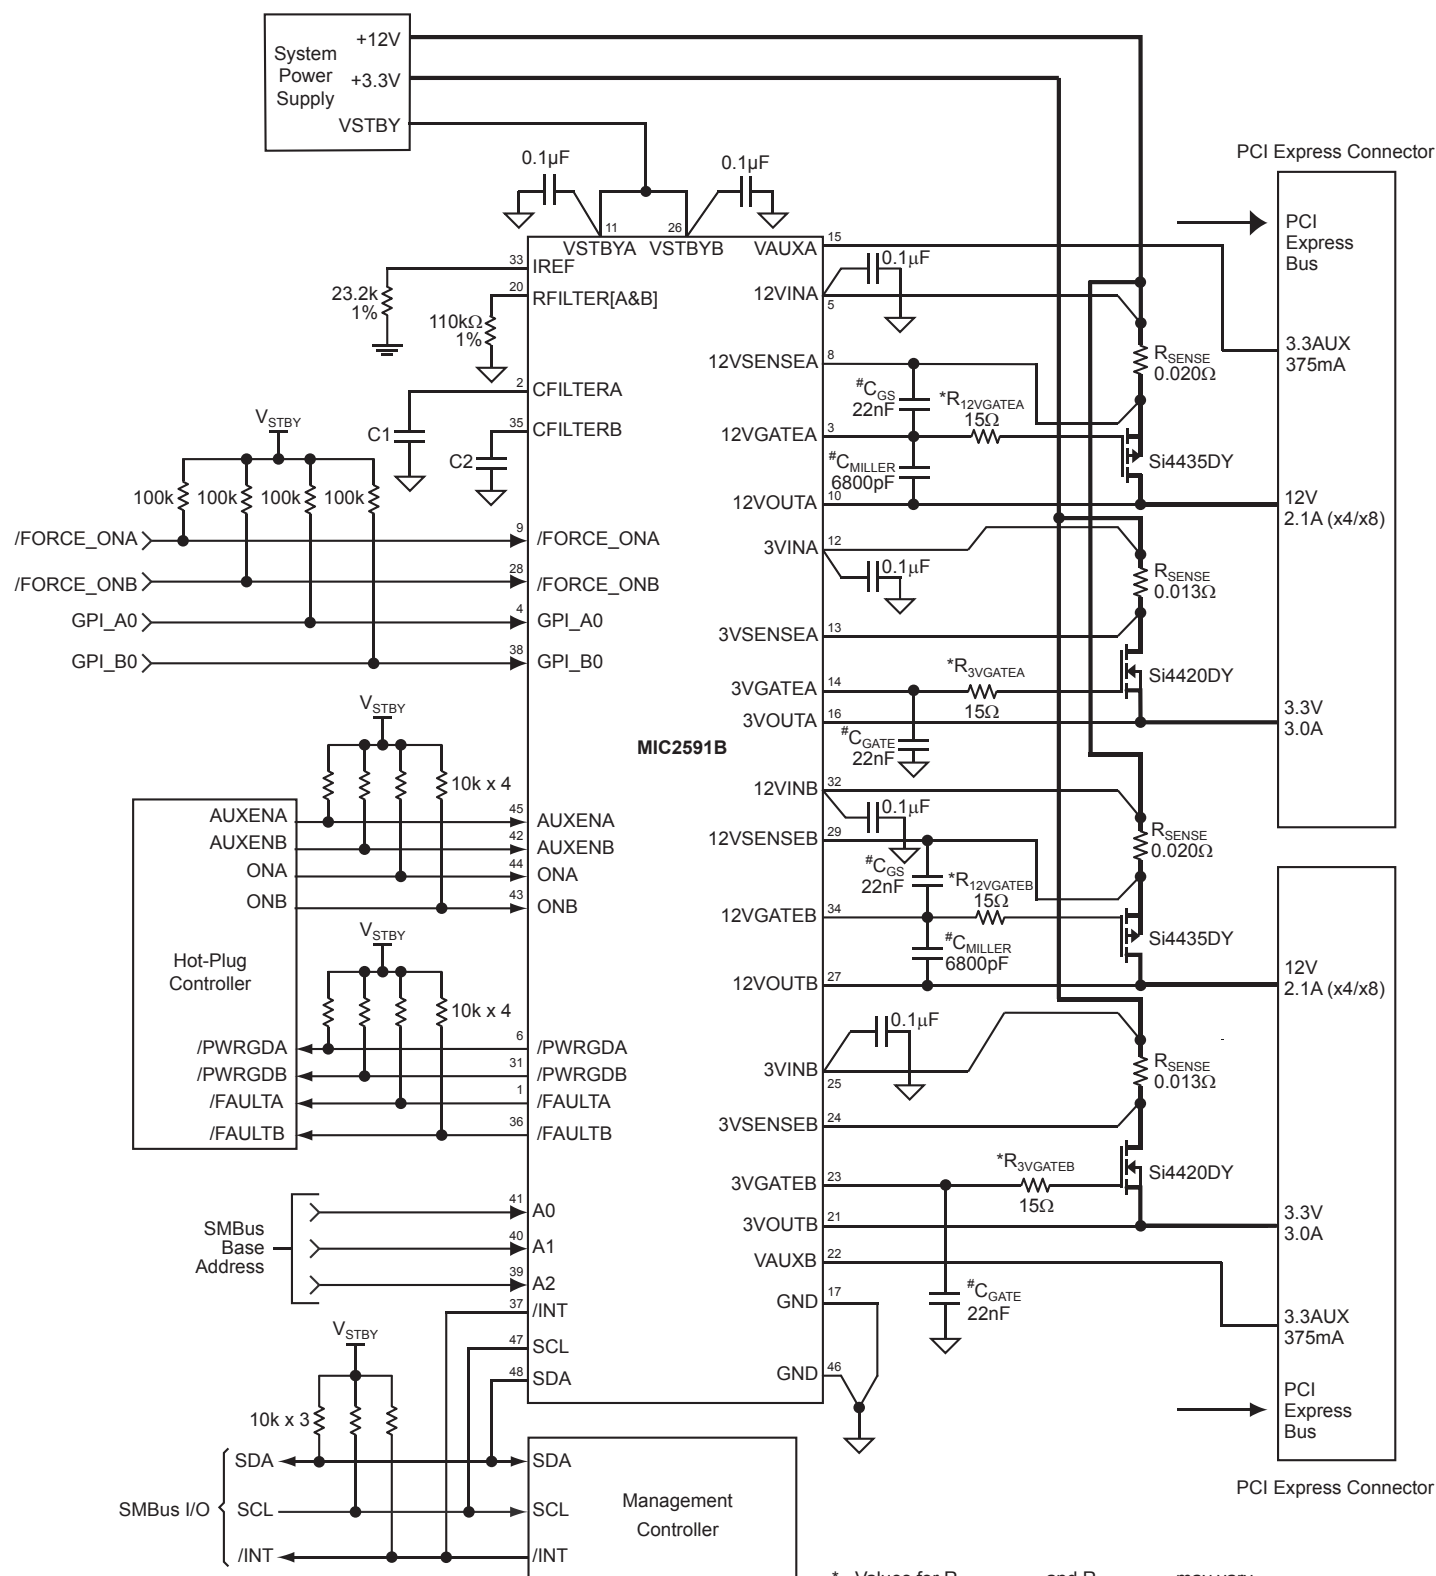 System
Power
Supply
+12V
+3.3V
VSTBY
PCI Express Connector
0.1µF
0.1µF
11
26
VSTBYA
VSTBYB
VAUXA
15
PCI
Express
Bus
33
IREF
23.2k
1%
20
RFILTER[A&B]
110kΩ
1%
12VINA
5
0.1µF
RSENSE
0.020Ω
3.3AUX
375mA
12VSENSEA
8
#CGS
22nF
*R12VGATEA
15Ω
2
CFILTERA
C1
35
CFILTERB
C2
12VGATEA
3
#CMILLER
6800pF
Si4435DY
12VOUTA
10
12V
2.1A (x4/x8)
VSTBY
100k
100k
100k
100k
/FORCE_ONA
9
/FORCE_ONA
/FORCE_ONB
28
/FORCE_ONB
GPI_A0
4
GPI_A0
GPI_B0
38
GPI_B0
3VINA
12
0.1µF
RSENSE
0.013Ω
3VSENSEA
13
3VGATEA
14
*R3VGATEA
15Ω
Si4420DY
3VOUTA
16
3.3V
3.0A
#CGATE
22nF
MIC2591B
VSTBY
10k x 4
12VINB
32
0.1µF
RSENSE
0.020Ω
AUXENA
45
AUXENA
AUXENB
42
AUXENB
ONA
44
ONA
ONB
43
ONB
12VSENSEB
29
#CGS
22nF
*R12VGATEB
15Ω
12VGATEB
34
#CMILLER
6800pF
Si4435DY
12VOUTB
27
12V
2.1A (x4/x8)
VSTBY
Hot-Plug
Controller
10k x 4
/PWRGDA
6
/PWRGDA
/PWRGDB
31
/PWRGDB
/FAULTA
1
/FAULTA
/FAULTB
36
/FAULTB
0.1µF
3VINB
25
RSENSE
0.013Ω
3VSENSEB
24
3VGATEB
23
*R3VGATEB
15Ω
Si4420DY
3VOUTB
21
3.3V
3.0A
VAUXB
22
GND
17
#CGATE
22nF
3.3AUX
375mA
GND
46
PCI
Express
Bus
SMBus
Base
Address
41
A0
40
A1
39
A2
37
/INT
47
SCL
48
SDA
VSTBY
10k x 3
SMBus I/O
SDA
SDA
SCL
SCL
/INT
/INT
Management
Controller
PCI Express Connector
* Values for R and R may vary